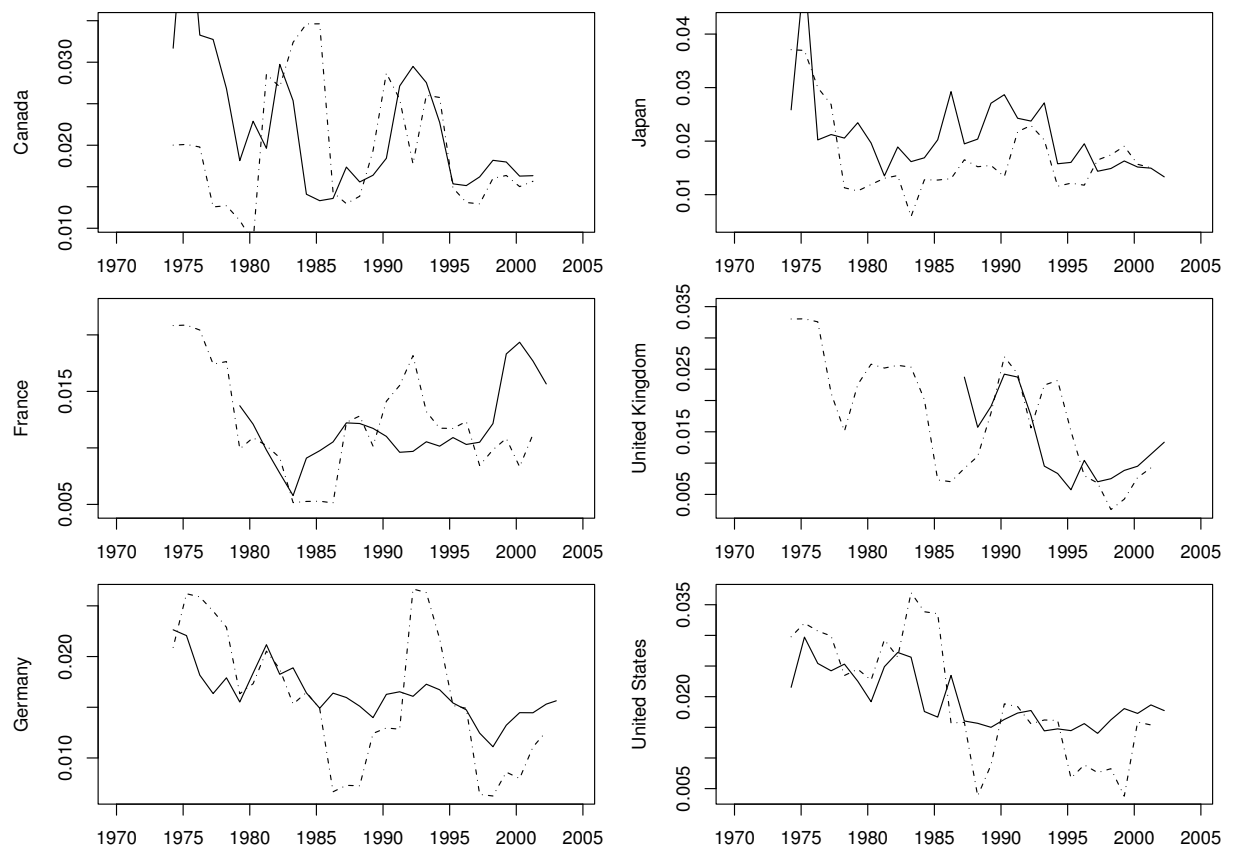 Canada
0.010 0.020 0.030
1970 1975 1980 1985 1990 1995 2000 2005
Japan
0.01 0.02 0.03 0.04
1970 1975 1980 1985 1990 1995 2000 2005
France
0.005 0.015
1970 1975 1980 1985 1990 1995 2000 2005
United Kingdom
0.005 0.015 0.025 0.035
1970 1975 1980 1985 1990 1995 2000 2005
Germany
0.010 0.020
1970 1975 1980 1985 1990 1995 2000 2005
United States
0.005 0.020 0.035
1970 1975 1980 1985 1990 1995 2000 2005